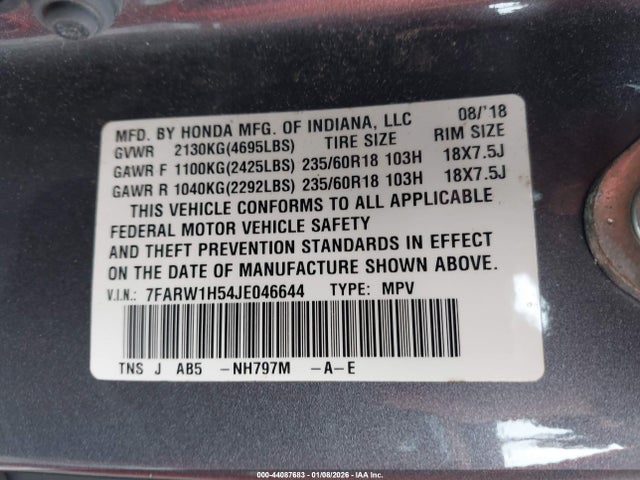 MFD. BY HONDA MFG. OF INDIANA, LLC 08/'18
GVWR 2130KG(4695LBS) TIRE SIZE RIM SIZE
GAWR F 1100KG(2425LBS) 235/60R18 103H 18X7.5J
GAWR R 1040KG(2292LBS) 235/60R18 103H 18X7.5J
THIS VEHICLE CONFORMS TO ALL APPLICABLE
FEDERAL MOTOR VEHICLE SAFETY
AND THEFT PREVENTION STANDARDS IN EFFECT
ON THE DATE OF MANUFACTURE SHOWN ABOVE.
V.I.N.: 7FARW1H54JE046644 TYPE: MPV
TNS J AB5 -NH797M -A-E
000-44087683 - 01/08/2026 - IAA Inc.